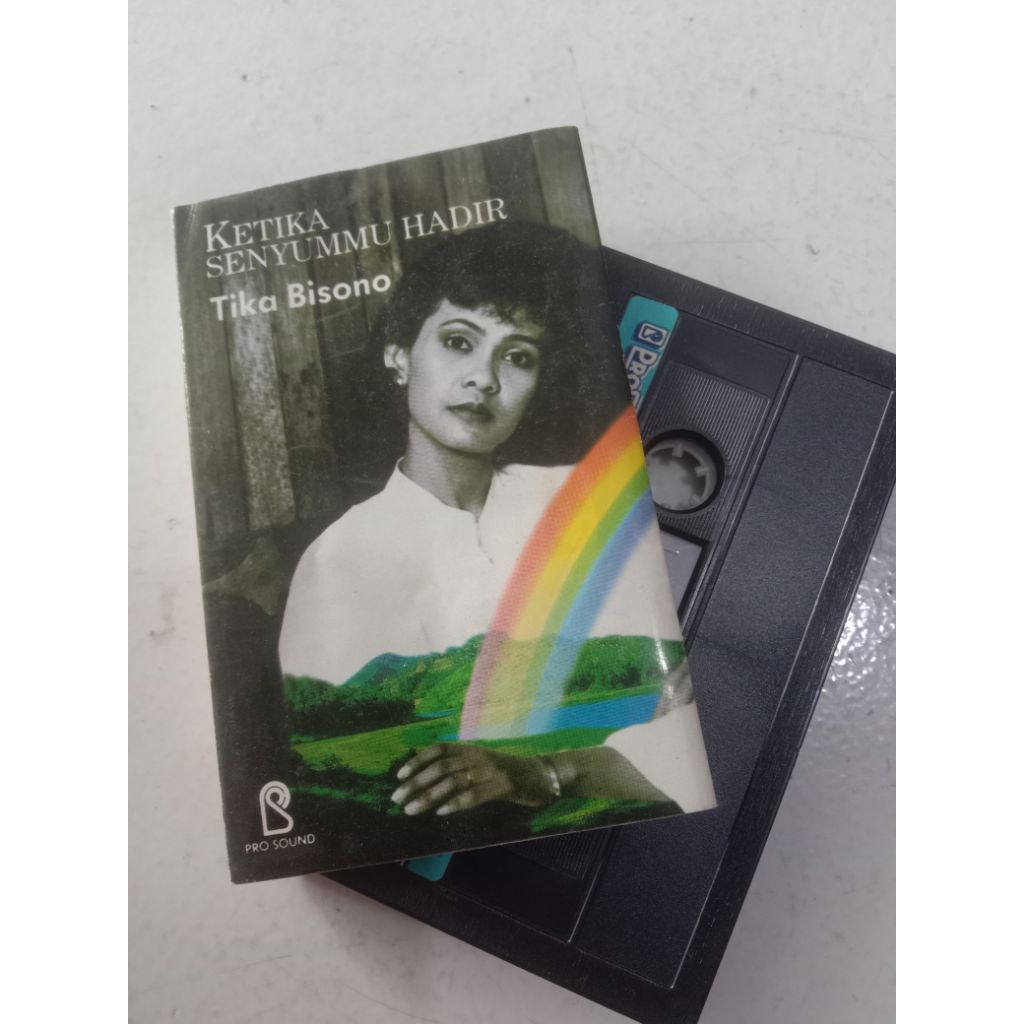 KETIKA
SENYUMMU HADIR
Tika Bisono
PRO SOUND